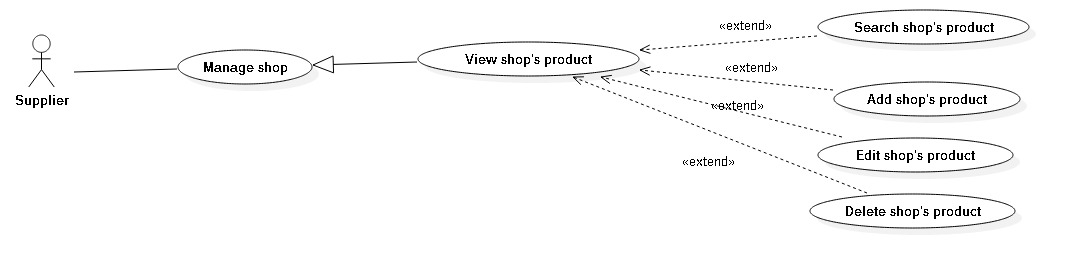 Supplier
Manage shop
View shop's product
«extend»
Search shop's product
«extend»
Add shop's product
«extend»
Edit shop's product
«extend»
Delete shop's product